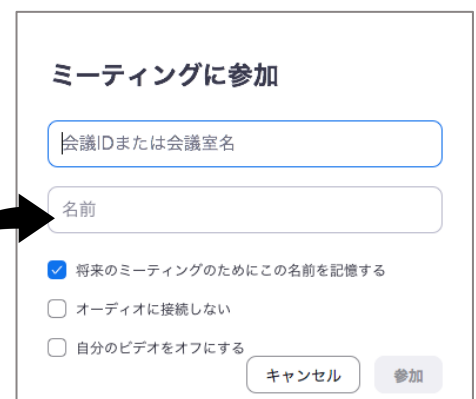 ミーティングに参加
会議IDまたは会議室名
名前
将来のミーティングのためにこの名前を記憶する
オーディオに接続しない
自分のビデオをオフにする
キャンセル 参加